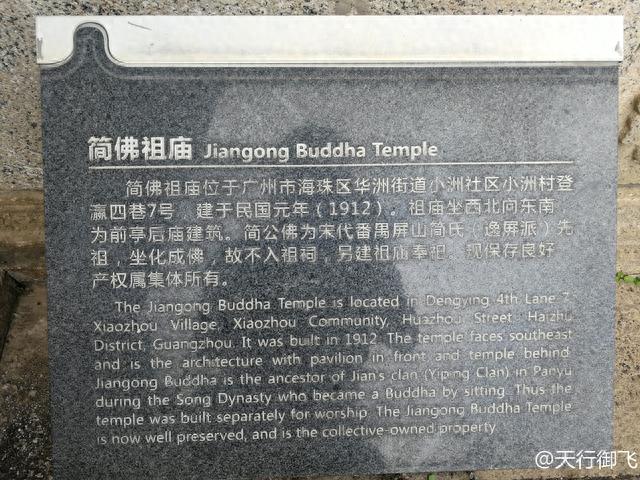 简佛祖庙 Jiangong Buddha Temple
简佛祖庙位于广州市海珠区华洲街道小洲社区小洲村登
瀛四巷7号，建于民国元年（1912）。祖庙坐西北向东南，
为前亭后庙建筑。简公佛为宋代番禺屏山简氏（逸屏派）先
祖，坐化成佛，故不入祖祠，另建祖庙奉祀。现保存良好，
产权属集体所有。
The Jiangong Buddha Temple is located in Dengying 4th Lane 7,
Xiaozhou Village, Xiaozhou Community, Huazhou Street, Haizhu
District, Guangzhou. It was built in 1912. The temple faces southeast
and is the architecture with pavilion in front and temple behind.
Jiangong Buddha is the ancestor of Jian's clan (Yiping Clan) in Panyu
during the Song Dynasty who became a Buddha by sitting. Thus the
temple was built separately for worship. The Jiangong Buddha Temple
is now well preserved, and is the collective-owned property.
@天行御飞